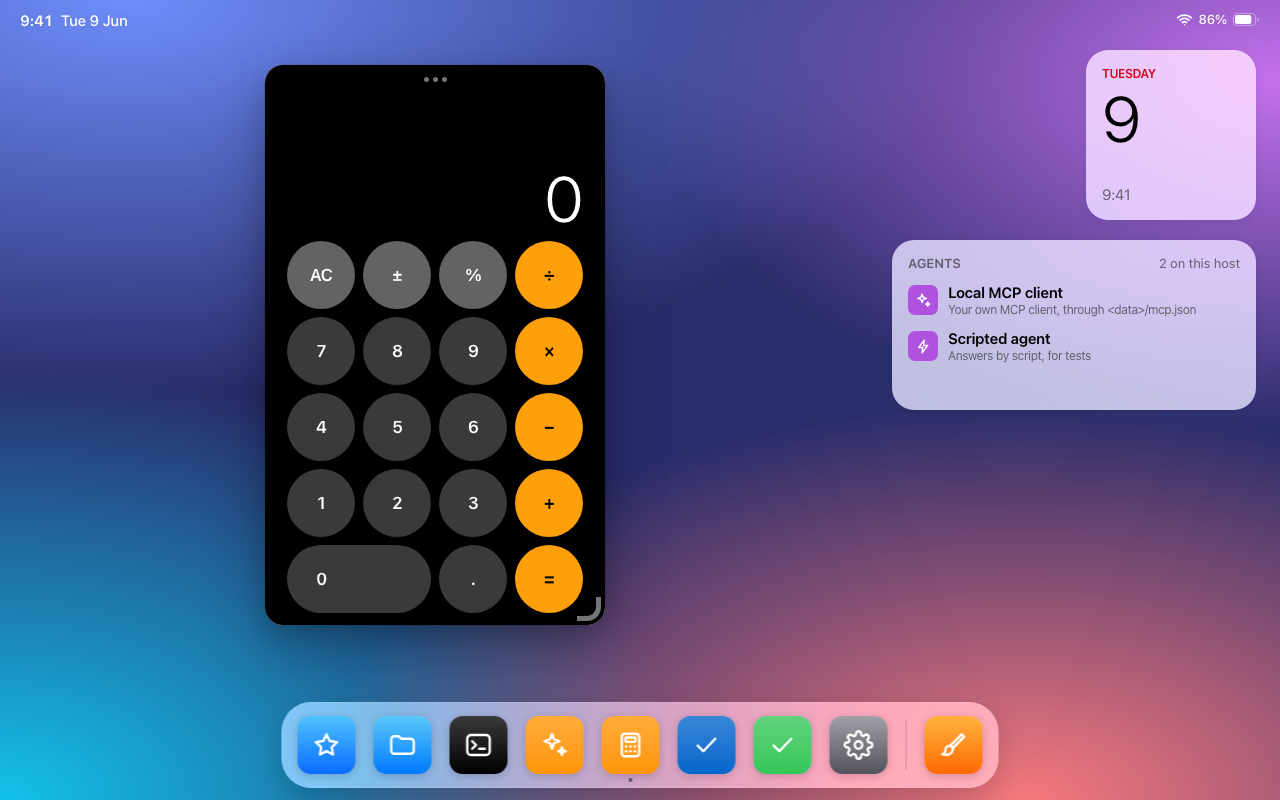 9:41 Tue 9 Jun
86%
TUESDAY
9
9:41
0
AC ± % ÷
7 8 9 ×
4 5 6 −
1 2 3 +
0 . =
AGENTS 2 on this host
Local MCP client
Your own MCP client, through <data>/mcp.json
Scripted agent
Answers by script, for tests